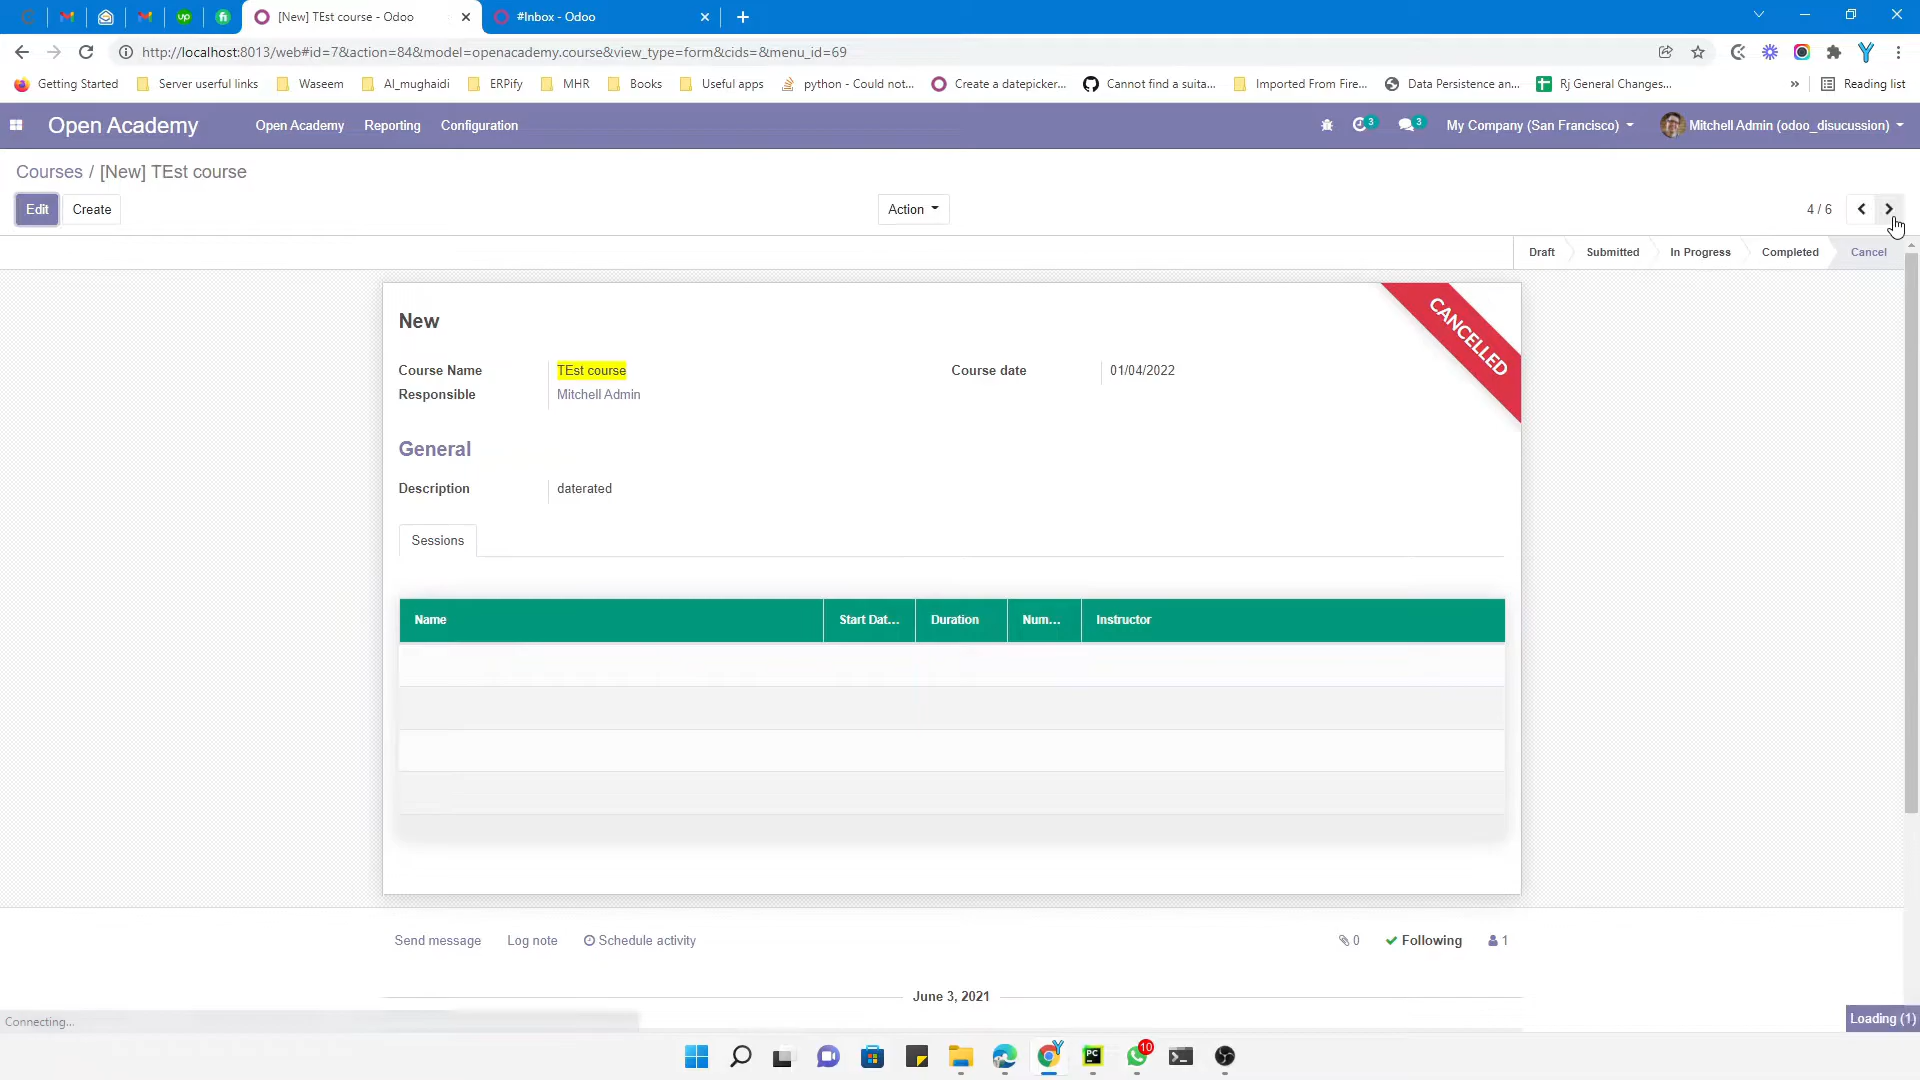 [New] TEst course - Odoo
#Inbox - Odoo
http://localhost:8013/web#id=7&action=84&model=openacademy.course&view_type=form&cids=&menu_id=69
Getting Started
Server userful links
Waseem
Al_mughaidi
ERPify
MHR
Books
Useful apps
python - Could not...
Create a datepicker...
Cannot find a suita...
Imported From Fire...
Data Persistence an...
Rj General Changes...
»
Reading list
Open Academy
Open Academy
Reporting
Configuration
3
3
My Company (San Francisco)
Mitchell Admin (odoo_disucussion)
Courses / [New] TEst course
Edit
Create
Action
4 / 6
Draft
Submitted
In Progress
Completed
Cancel
CANCELLED
New
Course Name
TEst course
Course date
01/04/2022
Responsible
Mitchell Admin
General
Description
daterated
Sessions
Name
Start Dat...
Duration
Num...
Instructor
Send message
Log note
Schedule activity
0
Following
1
June 3, 2021
Connecting...
Loading (1)
PC
10